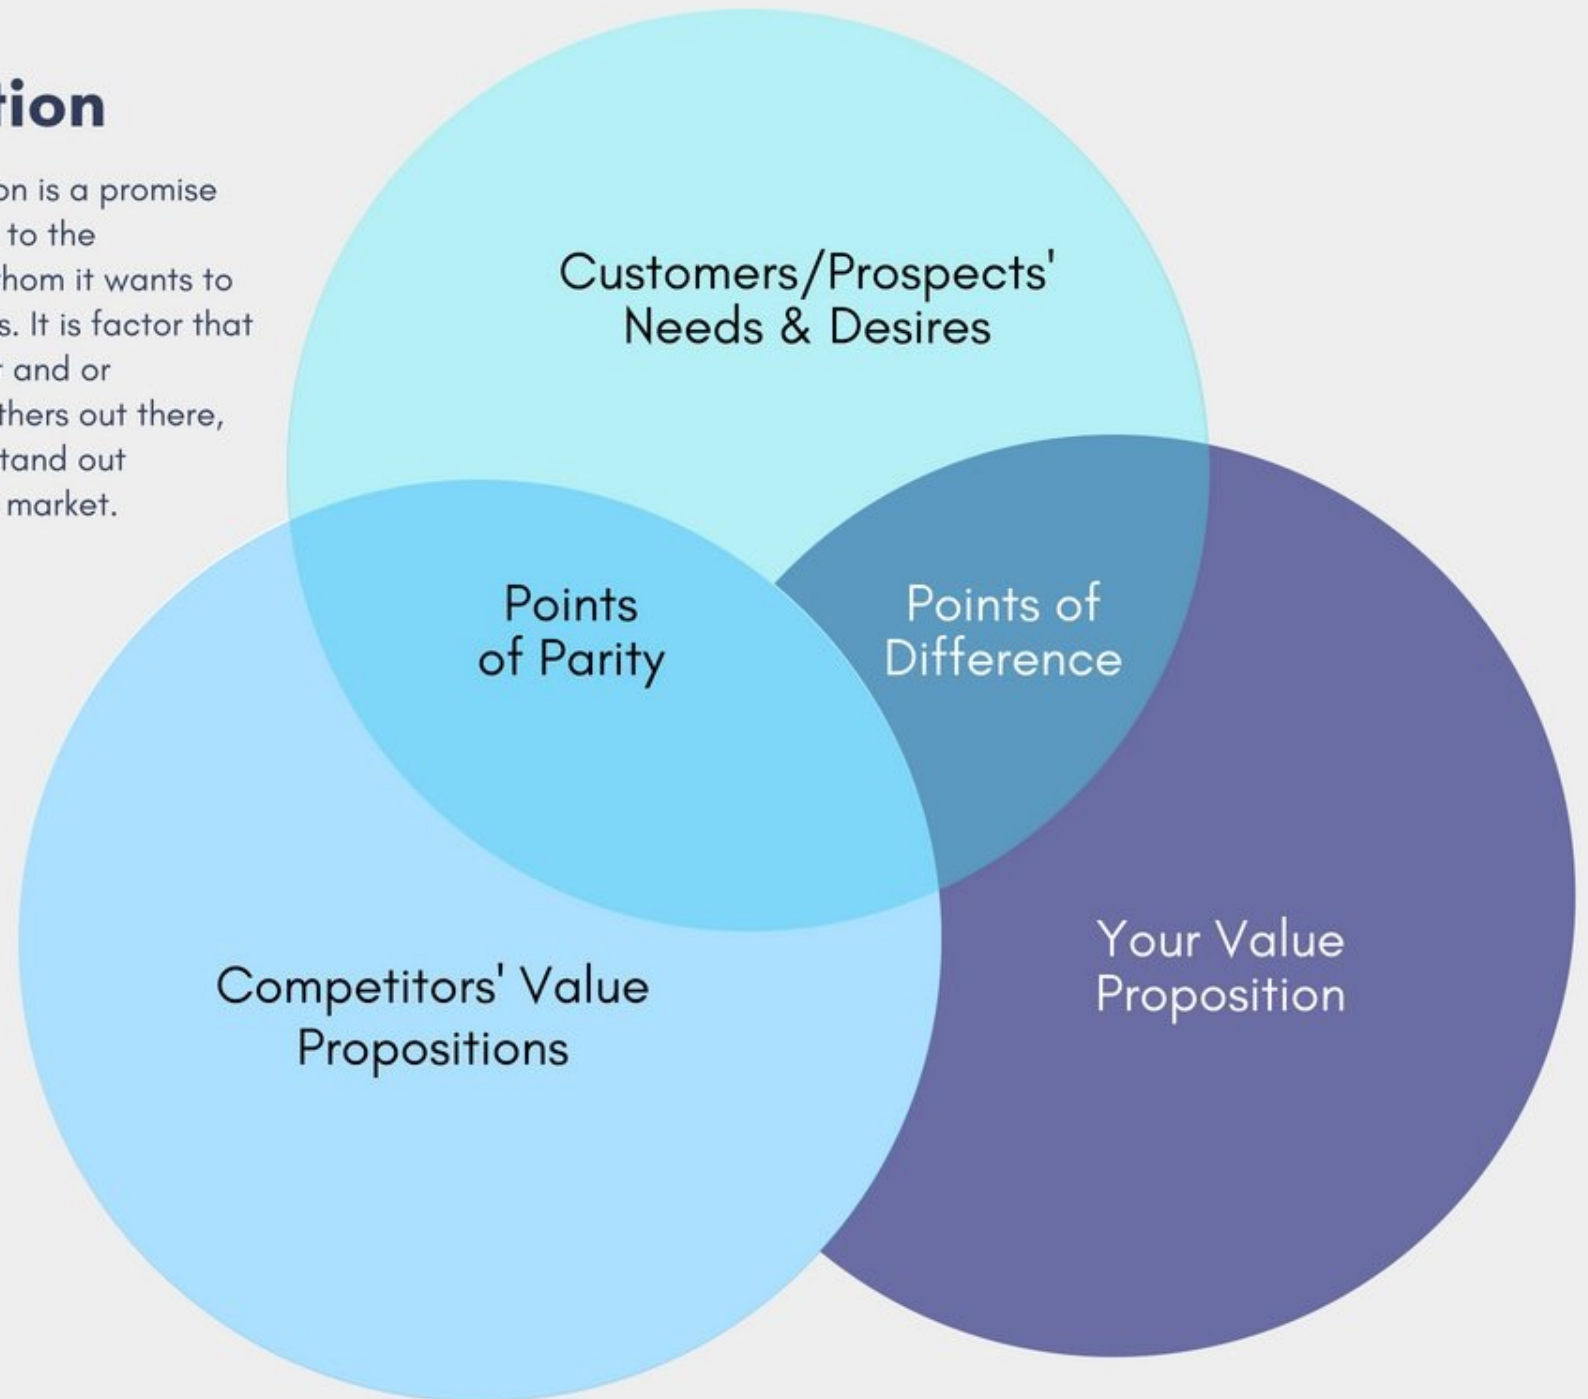 tion
on is a promise
to the
hom it wants to
s. It is factor that
and or
thers out there,
tand out
market.
Customers/Prospects'
Needs & Desires
Points
of Parity
Points of
Difference
Your Value
Proposition
Competitors' Value
Propositions